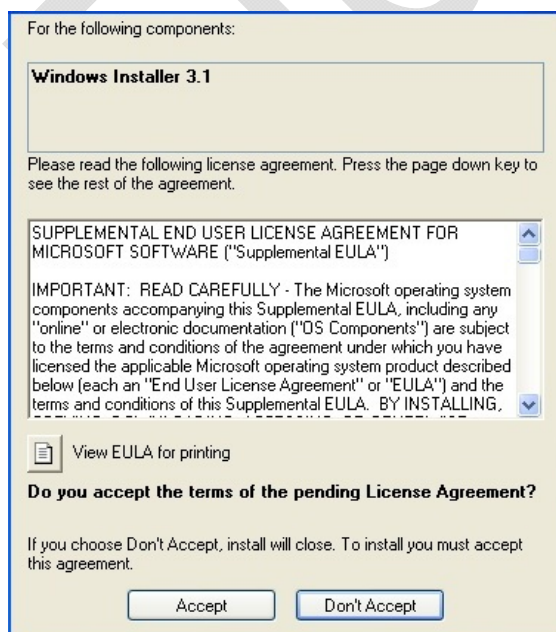 For the following components:
Windows Installer 3.1
Please read the following license agreement. Press the page down key to
see the rest of the agreement.
SUPPLEMENTAL END USER LICENSE AGREEMENT FOR
MICROSOFT SOFTWARE ("Supplemental EULA")
IMPORTANT:  READ CAREFULLY - The Microsoft operating system
components accompanying this Supplemental EULA, including any
"online" or electronic documentation ("OS Components") are subject
to the terms and conditions of the agreement under which you have
licensed the applicable Microsoft operating system product described
below (each an "End User License Agreement" or "EULA") and the
terms and conditions of this Supplemental EULA.  BY INSTALLING,
View EULA for printing
Do you accept the terms of the pending License Agreement?
If you choose Don't Accept, install will close. To install you must accept
this agreement.
Accept
Don't Accept